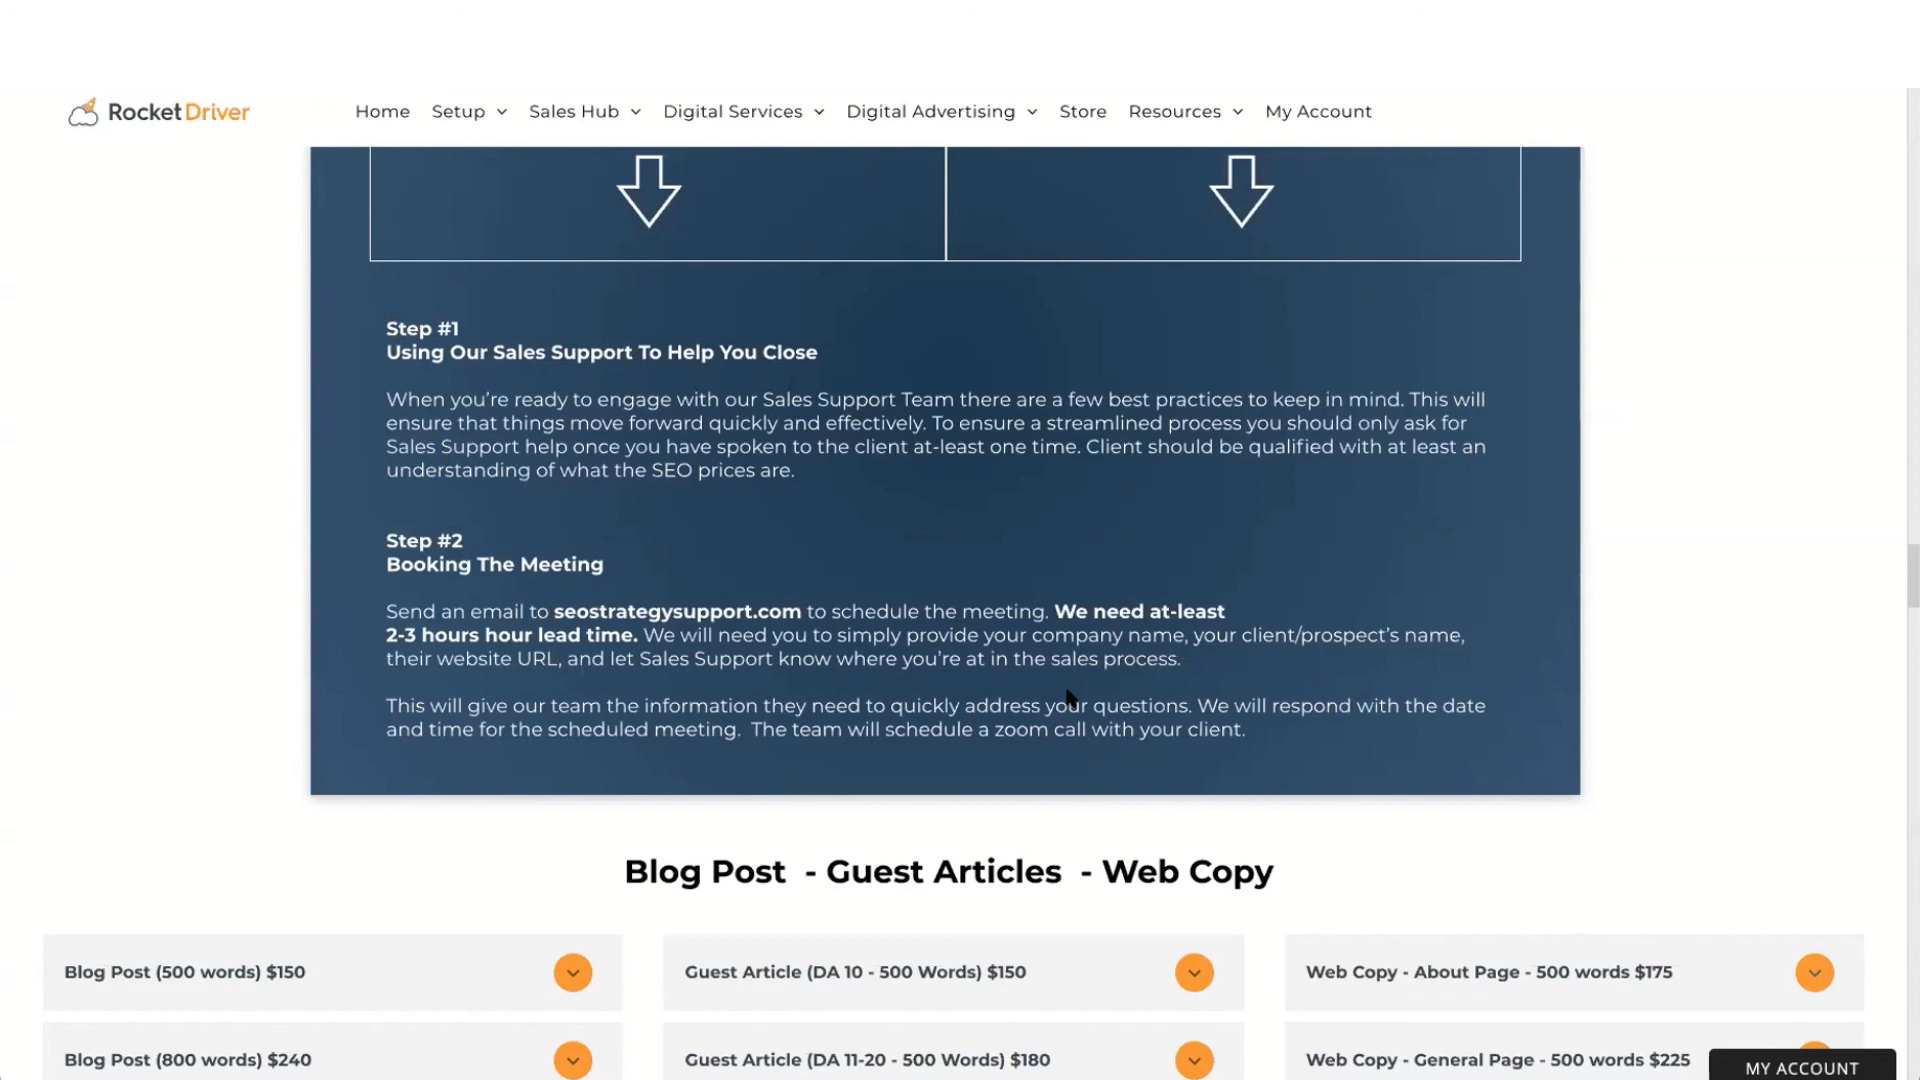 RocketDriver
Home Setup Sales Hub Digital Services Digital Advertising Store Resources My Account
Step #1
Using Our Sales Support To Help You Close
When you're ready to engage with our Sales Support Team there are a few best practices to keep in mind. This will
ensure that things move forward quickly and effectively. To ensure a streamlined process you should only ask for
Sales Support help once you have spoken to the client at-least one time. Client should be qualified with at least an
understanding of what the SEO prices are.
Step #2
Booking The Meeting
Send an email to seostrategysupport.com to schedule the meeting. We need at-least
2-3 hours hour lead time. We will need you to simply provide your company name, your client/prospect's name,
their website URL, and let Sales Support know where you're at in the sales process.
This will give our team the information they need to quickly address your questions. We will respond with the date
and time for the scheduled meeting.  The team will schedule a zoom call with your client.
Blog Post  - Guest Articles  - Web Copy
Blog Post (500 words) $150
Guest Article (DA 10 - 500 Words) $150
Web Copy - About Page - 500 words $175
Blog Post (800 words) $240
Guest Article (DA 11-20 - 500 Words) $180
Web Copy - General Page - 500 words $225
MY ACCOUNT